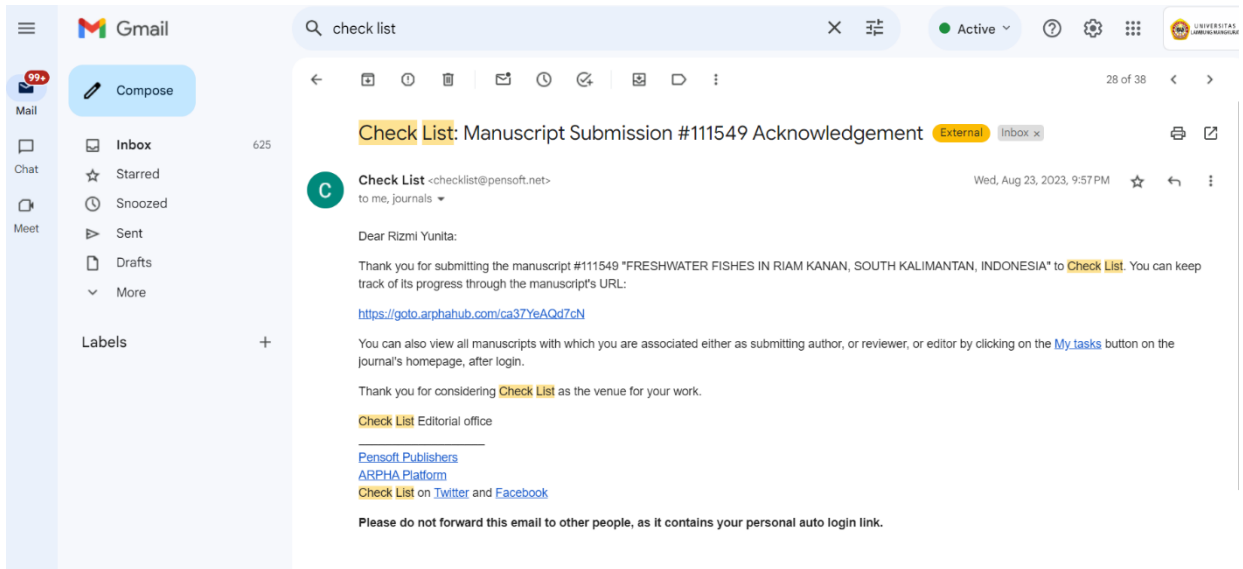 Gmail
check list
Active
UNIVERSITAS
LAMBUNG MANGKURAT
99+
Mail
Chat
Meet
Compose
Inbox 625
Starred
Snoozed
Sent
Drafts
More
Labels
28 of 38
Check List: Manuscript Submission #111549 Acknowledgement External Inbox x
C
Check List <checklist@pensoft.net> Wed, Aug 23, 2023, 9:57 PM
to me, journals
Dear Rizmi Yunita:
Thank you for submitting the manuscript #111549 "FRESHWATER FISHES IN RIAM KANAN, SOUTH KALIMANTAN, INDONESIA" to Check List. You can keep
track of its progress through the manuscript's URL:
https://goto.arphahub.com/ca37YeAQd7cN
You can also view all manuscripts with which you are associated either as submitting author, or reviewer, or editor by clicking on the My tasks button on the
journal's homepage, after login.
Thank you for considering Check List as the venue for your work.
Check List Editorial office
Pensoft Publishers
ARPHA Platform
Check List on Twitter and Facebook
Please do not forward this email to other people, as it contains your personal auto login link.